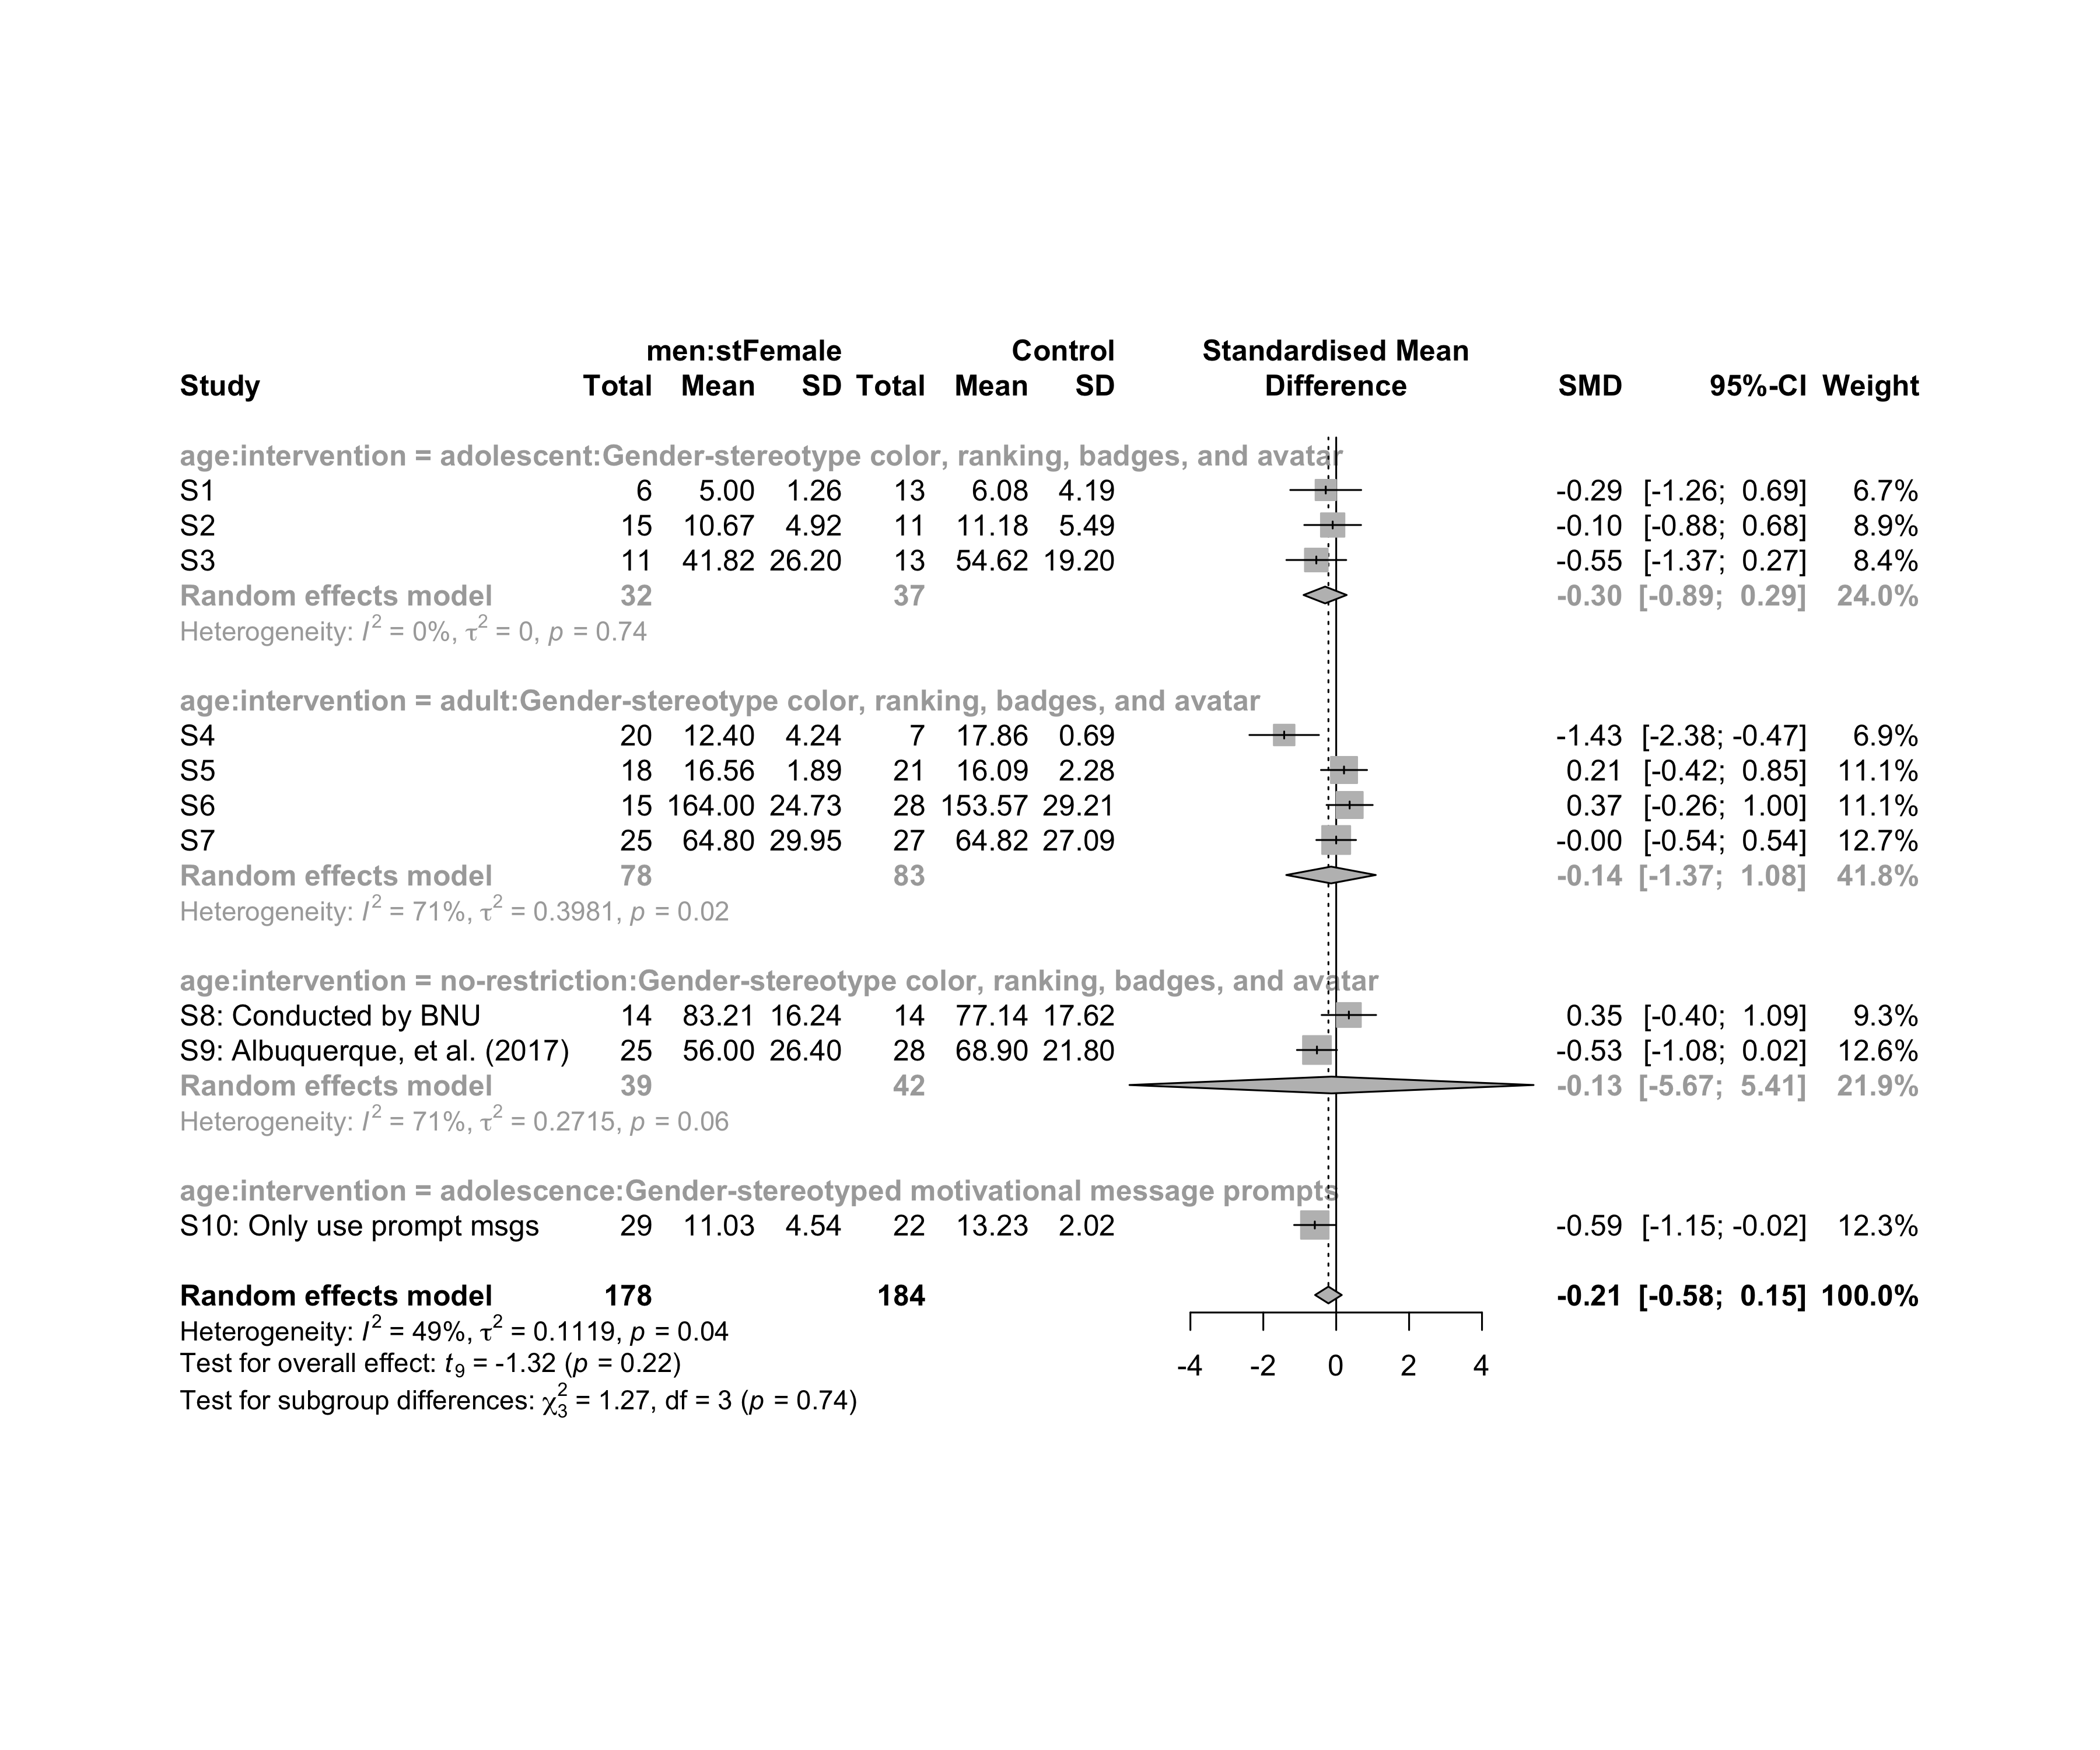 men:stFemale Control Standardised Mean
Study Total Mean SD Total Mean SD Difference SMD 95%-CI Weight
age:intervention = adolescent:Gender-stereotype color, ranking, badges, and avatar
S1 6 5.00 1.26 13 6.08 4.19 -0.29 [-1.26; 0.69] 6.7%
S2 15 10.67 4.92 11 11.18 5.49 -0.10 [-0.88; 0.68] 8.9%
S3 11 41.82 26.20 13 54.62 19.20 -0.55 [-1.37; 0.27] 8.4%
Random effects model 32 37 -0.30 [-0.89; 0.29] 24.0%
Heterogeneity: I² = 0%, τ² = 0, p = 0.74
age:intervention = adult:Gender-stereotype color, ranking, badges, and avatar
S4 20 12.40 4.24 7 17.86 0.69 -1.43 [-2.38; -0.47] 6.9%
S5 18 16.56 1.89 21 16.09 2.28 0.21 [-0.42; 0.85] 11.1%
S6 15 164.00 24.73 28 153.57 29.21 0.37 [-0.26; 1.00] 11.1%
S7 25 64.80 29.95 27 64.82 27.09 -0.00 [-0.54; 0.54] 12.7%
Random effects model 78 83 -0.14 [-1.37; 1.08] 41.8%
Heterogeneity: I² = 71%, τ² = 0.3981, p = 0.02
age:intervention = no-restriction:Gender-stereotype color, ranking, badges, and avatar
S8: Conducted by BNU 14 83.21 16.24 14 77.14 17.62 0.35 [-0.40; 1.09] 9.3%
S9: Albuquerque, et al. (2017) 25 56.00 26.40 28 68.90 21.80 -0.53 [-1.08; 0.02] 12.6%
Random effects model 39 42 -0.13 [-5.67; 5.41] 21.9%
Heterogeneity: I² = 71%, τ² = 0.2715, p = 0.06
age:intervention = adolescence:Gender-stereotyped motivational message prompts
S10: Only use prompt msgs 29 11.03 4.54 22 13.23 2.02 -0.59 [-1.15; -0.02] 12.3%
Random effects model 178 184 -0.21 [-0.58; 0.15] 100.0%
Heterogeneity: I² = 49%, τ² = 0.1119, p = 0.04
Test for overall effect: t₉ = -1.32 (p = 0.22)
-4 -2 0 2 4
Test for subgroup differences: χ²₃ = 1.27, df = 3 (p = 0.74)